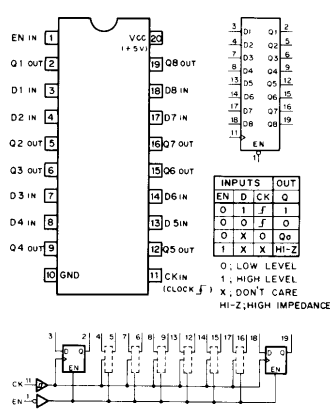 EN IN 1
Q1 OUT 2
D1 IN 3
D2 IN 4
Q2 OUT 5
Q3 OUT 6
D3 IN 7
D4 IN 8
Q4 OUT 9
10 GND
VCC 20
(+5V)
19 Q8 OUT
18 D8 IN
17 D7 IN
16 Q7 OUT
15 Q6 OUT
14 D6 IN
13 D5IN
12 Q5 OUT
11 CKIN
(CLOCK ʃ)
3 D1 Q1 2
4 D2 Q2 5
7 D3 Q3 6
8 D4 Q4 9
13 D5 Q5 12
14 D6 Q6 15
17 D7 Q7 16
18 D8 Q8 19
11
EN
1
INPUTS OUT
EN D CK Q
0 1 ʃ 1
0 0 ʃ 0
0 X 0 Qo
1 X X HI-Z
0; LOW LEVEL
1; HIGH LEVEL
X; DON'T CARE
HI-Z;HIGH IMPEDANCE
3 2 4 5 7 6 8 9 13 12 14 15 17 16 18 19
D Q
EN
D Q
EN
CK 11
EN 1